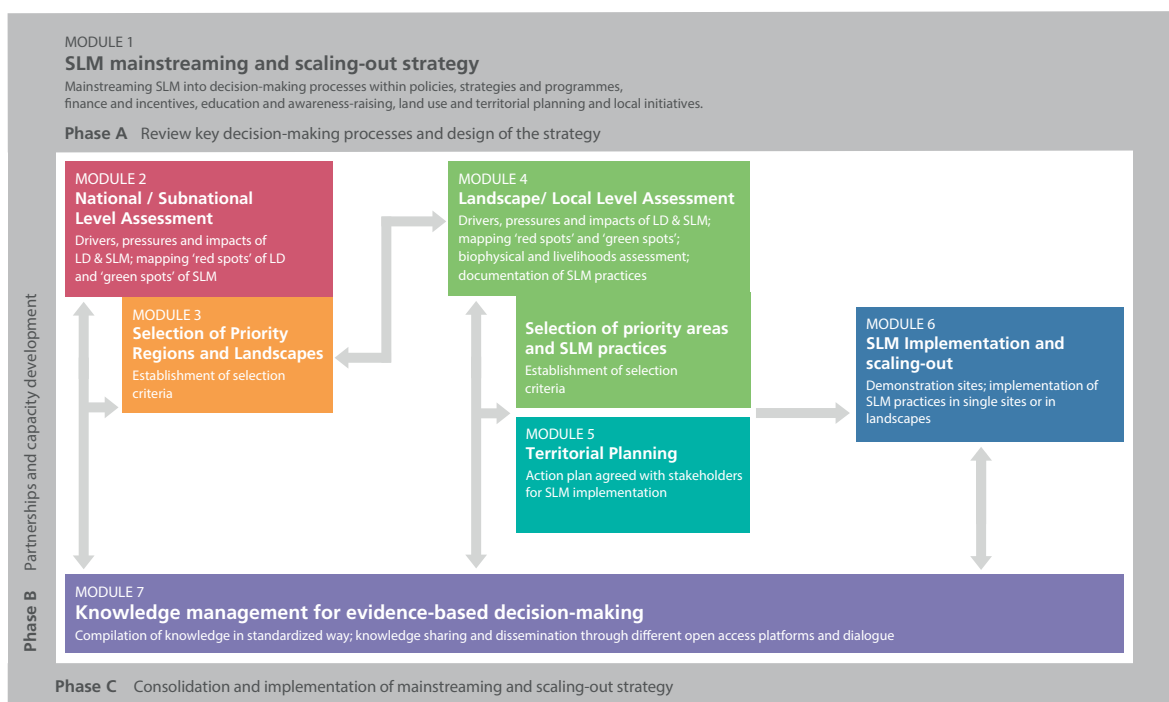 MODULE 1
SLM mainstreaming and scaling-out strategy
Mainstreaming SLM into decision-making processes within policies, strategies and programmes,
finance and incentives, education and awareness-raising, land use and territorial planning and local initiatives.
Phase A Review key decision-making processes and design of the strategy
MODULE 2
National / Subnational
Level Assessment
Drivers, pressures and impacts of
LD & SLM; mapping ‘red spots’ of LD
and ‘green spots’ of SLM
MODULE 3
Selection of Priority
Regions and Landscapes
Establishment of selection
criteria
MODULE 4
Landscape/ Local Level Assessment
Drivers, pressures and impacts of LD & SLM;
mapping ‘red spots’ and ‘green spots’;
biophysical and livelihoods assessment;
documentation of SLM practices
Selection of priority areas
and SLM practices
Establishment of selection
criteria
MODULE 5
Territorial Planning
Action plan agreed with stakeholders
for SLM implementation
MODULE 6
SLM Implementation and
scaling-out
Demonstration sites; implementation of
SLM practices in single sites or in
landscapes
MODULE 7
Knowledge management for evidence-based decision-making
Compilation of knowledge in standardized way; knowledge sharing and dissemination through different open access platforms and dialogue
Phase B Partnerships and capacity development
Phase C Consolidation and implementation of mainstreaming and scaling-out strategy